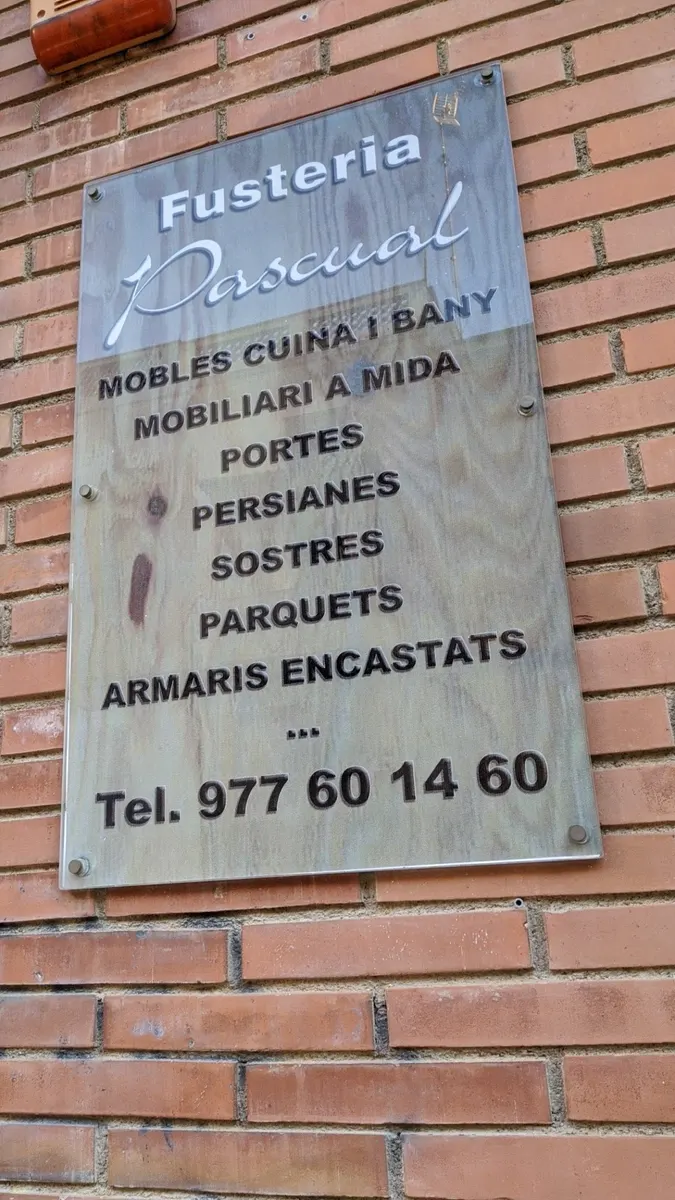 Fusteria
Pascual
MOBLES CUINA I BANY
MOBILIARI A MIDA
PORTES
PERSIANES
SOSTRES
PARQUETS
ARMARIS ENCASTATS
...
Tel. 977 60 14 60